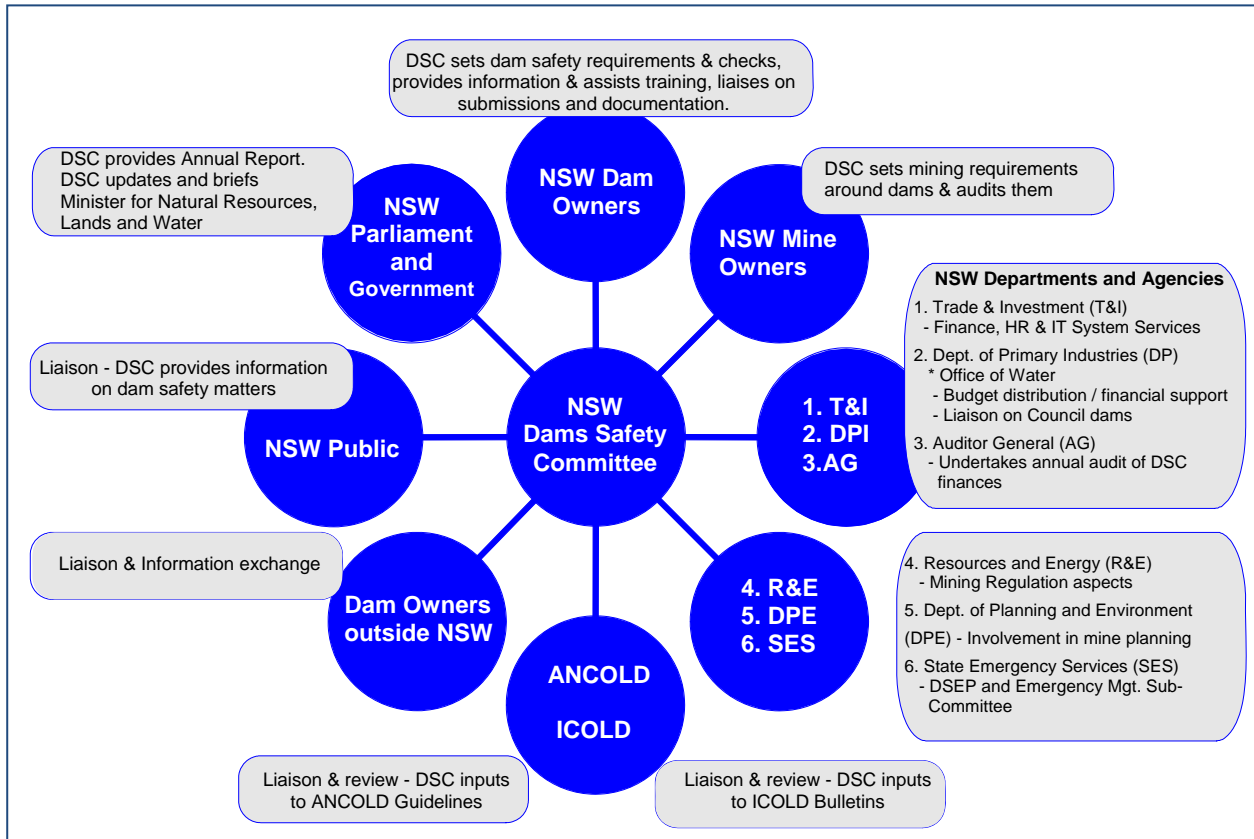 DSC sets dam safety requirements & checks,
provides information & assists training, liaises on
submissions and documentation.
DSC provides Annual Report.
DSC updates and briefs
Minister for Natural Resources,
Lands and Water
NSW
Parliament
and
Government
NSW Dam
Owners
DSC sets mining requirements
around dams & audits them
NSW Mine
Owners
NSW Departments and Agencies
1. Trade & Investment (T&I)
- Finance, HR & IT System Services
2. Dept. of Primary Industries (DP)
* Office of Water
- Budget distribution / financial support
- Liaison on Council dams
3. Auditor General (AG)
- Undertakes annual audit of DSC
finances
Liaison - DSC provides information
on dam safety matters
NSW Public
NSW
Dams Safety
Committee
1. T&I
2. DPI
3.AG
Liaison & Information exchange
Dam Owners
outside NSW
ANCOLD
ICOLD
4. R&E
5. DPE
6. SES
4. Resources and Energy (R&E)
- Mining Regulation aspects
5. Dept. of Planning and Environment
(DPE) - Involvement in mine planning
6. State Emergency Services (SES)
- DSEP and Emergency Mgt. Sub-
Committee
Liaison & review - DSC inputs
to ANCOLD Guidelines
Liaison & review - DSC inputs
to ICOLD Bulletins